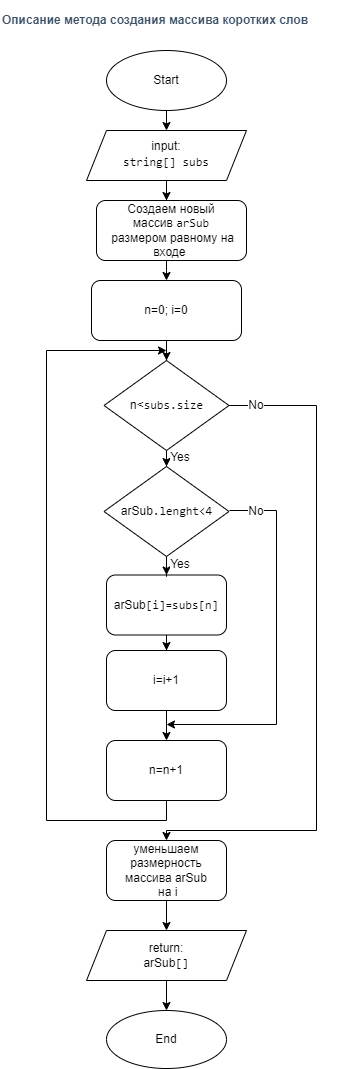 Описание метода создания массива коротких слов
Start
input:
string[] subs
Создаем новый
массив arSub
размером равному на
входе
n=0; i=0
n<subs.size
No
Yes
arSub.lenght<4
No
Yes
arSub[i]=subs[n]
i=i+1
n=n+1
уменьшаем
размерность
массива arSub
на i
return:
arSub[]
End